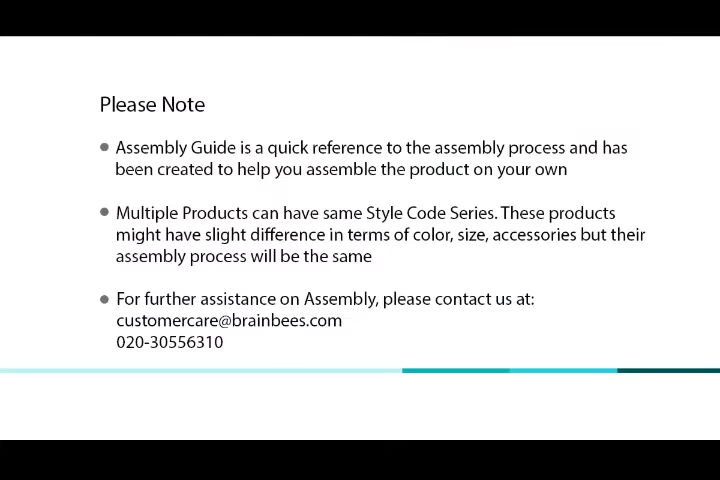 Please Note
Assembly Guide is a quick reference to the assembly process and has
been created to help you assemble the product on your own
Multiple Products can have same Style Code Series. These products
might have slight difference in terms of color, size, accessories but their
assembly process will be the same
For further assistance on Assembly, please contact us at:
customercare@brainbees.com
020-30556310